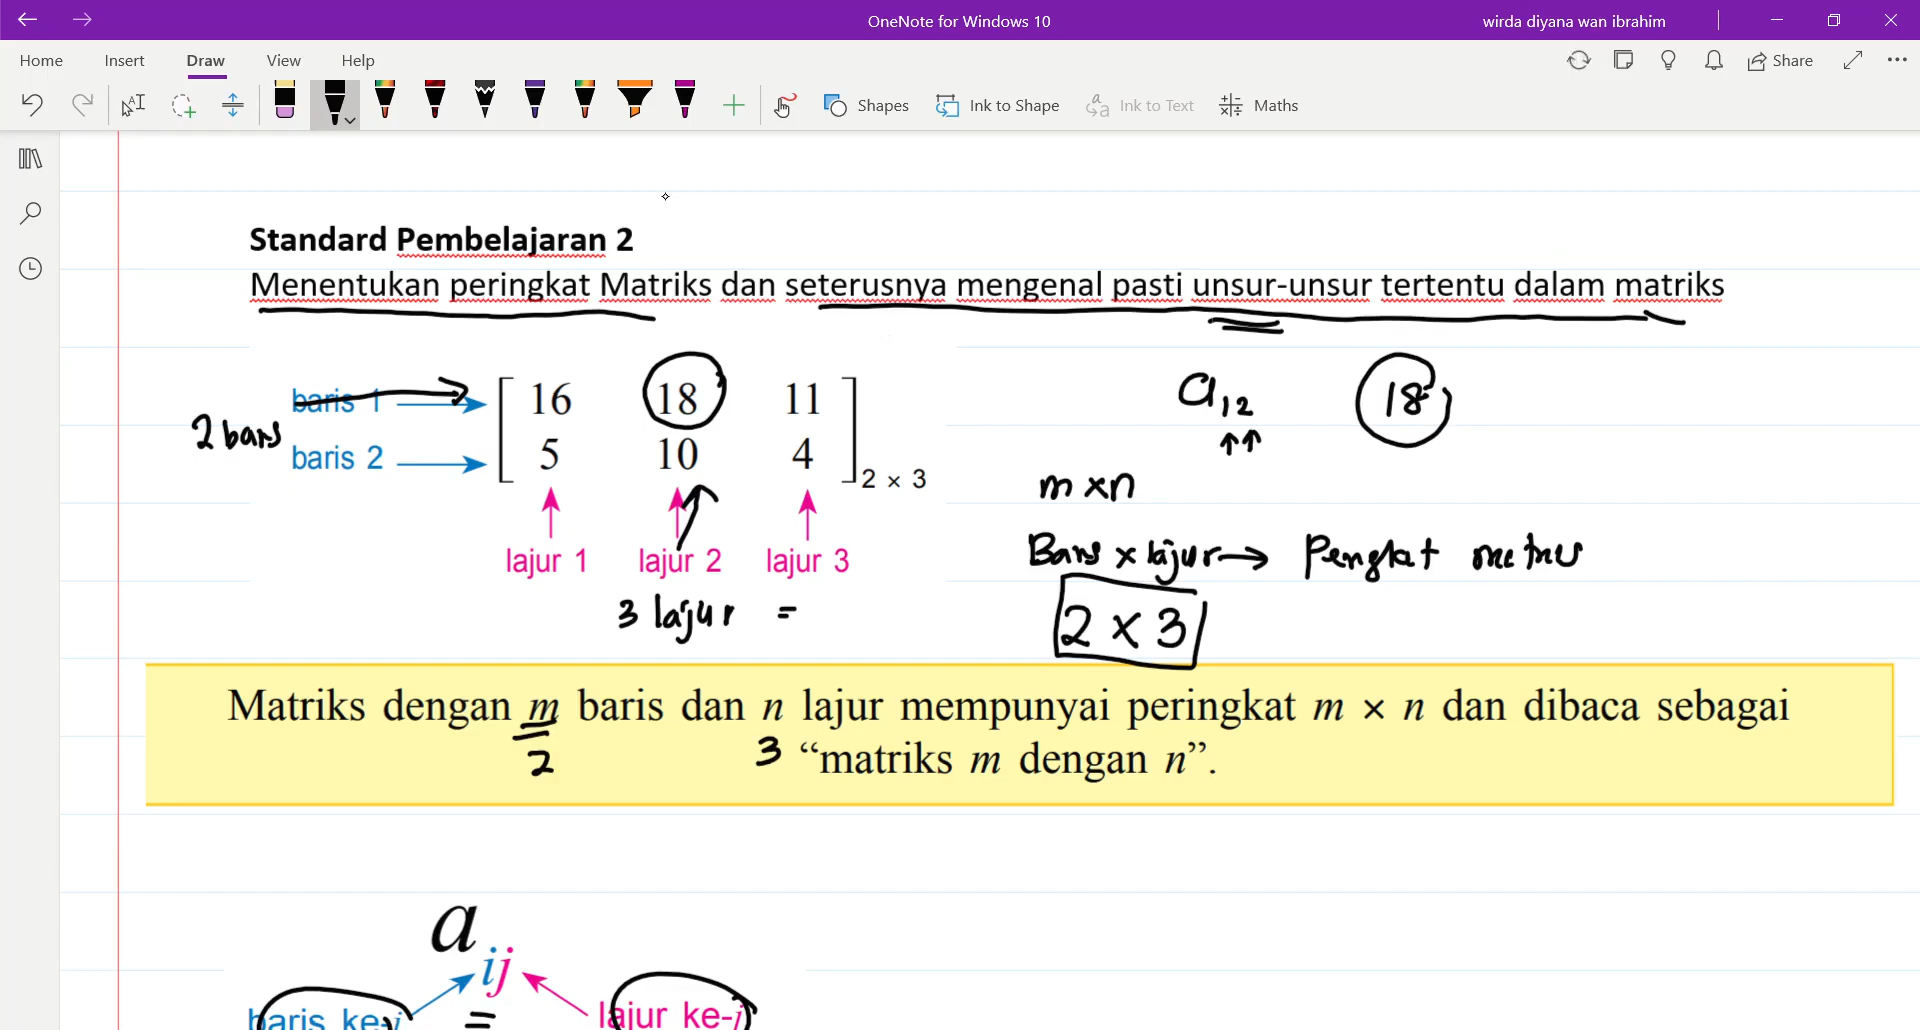 OneNote for Windows 10
wirda diyana wan ibrahim
Home Insert Draw View Help
Share
Shapes Ink to Shape Ink to Text Maths
Standard Pembelajaran 2
Menentukan peringkat Matriks dan seterusnya mengenal pasti unsur-unsur tertentu dalam matriks
baris 1 16 18 11
a12 18
2 baris
baris 2 5 10 4
2 × 3
m × n
lajur 1 lajur 2 lajur 3
Baris × lajur → Peringkat
3 lajur =
2 × 3
Matriks dengan m baris dan n lajur mempunyai peringkat m × n dan dibaca sebagai
2 3 “matriks m dengan n”.
a ij
baris ke-i lajur ke-j
=